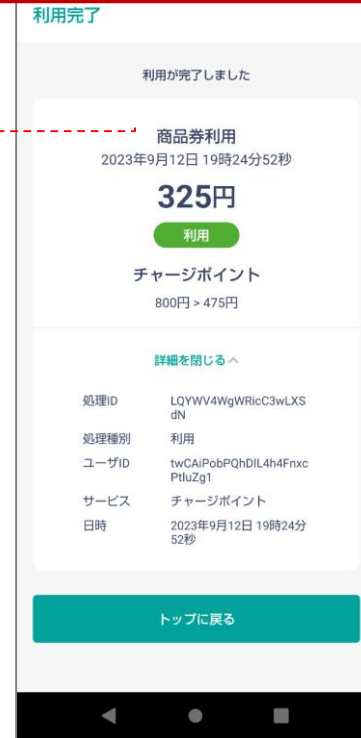 利用完了
利用が完了しました
商品券利用
2023年9月12日 19時24分52秒
325円
利用
チャージポイント
800円 > 475円
詳細を閉じる
処理ID LQYWV4WgWRicC3wLXS
dN
処理種別 利用
ユーザID twCAiPobPQhDIL4h4Fnxc
PtluZg1
サービス チャージポイント
日時 2023年9月12日 19時24分
52秒
トップに戻る